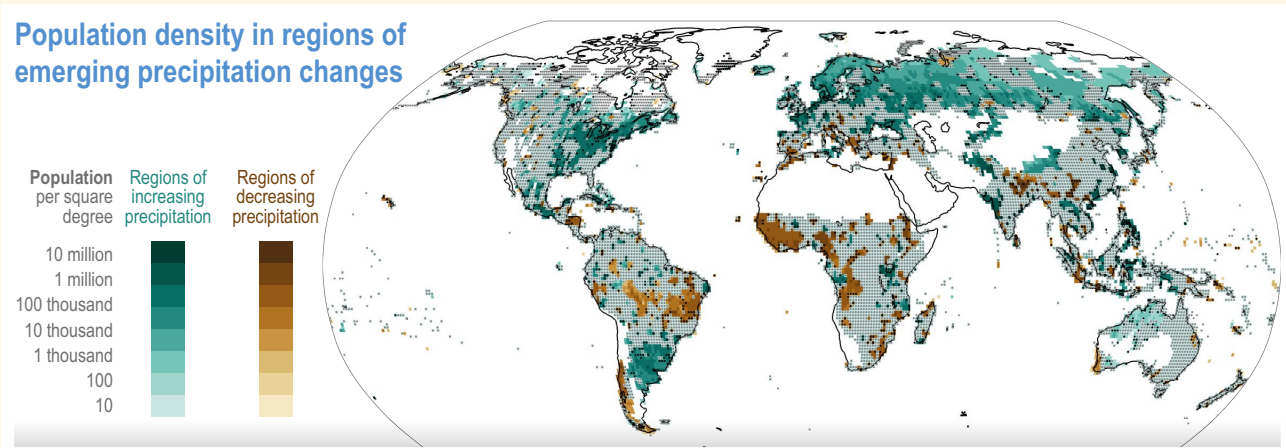 Population density in regions of
emerging precipitation changes
Population
per square
degree
Regions of
increasing
precipitation
Regions of
decreasing
precipitation
10 million
1 million
100 thousand
10 thousand
1 thousand
100
10